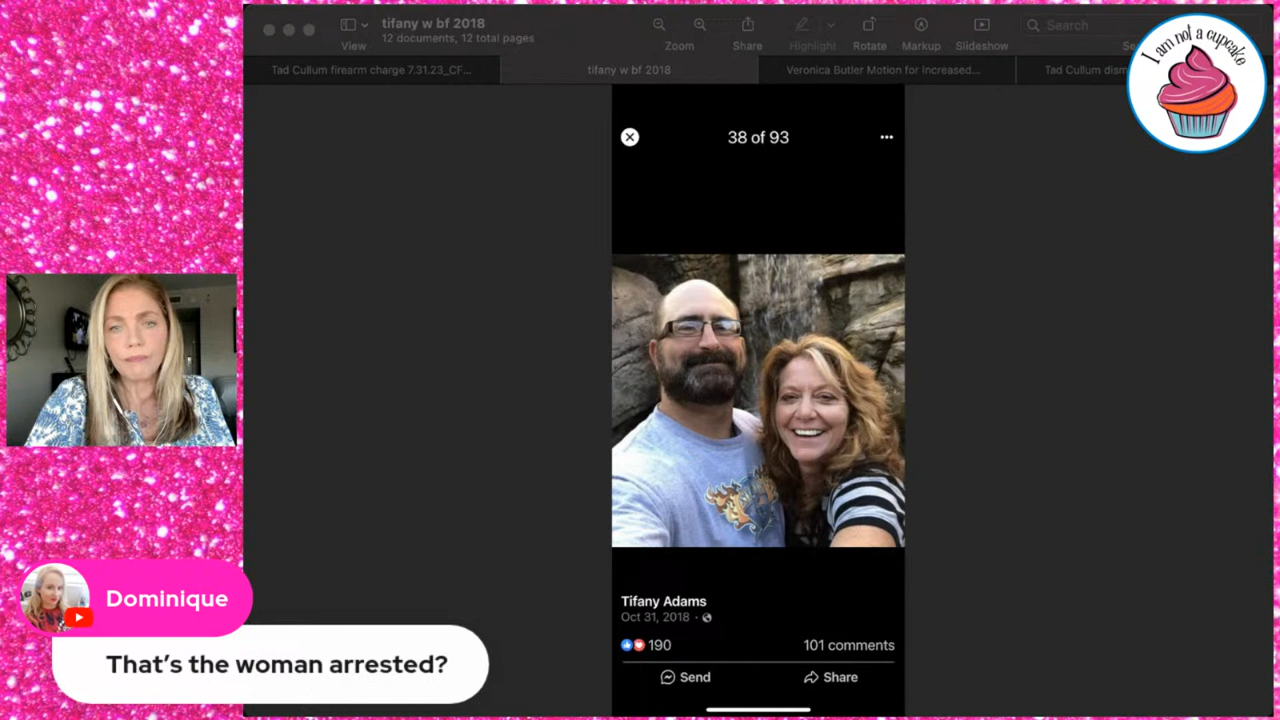 tifany w bf 2018
12 documents, 12 total pages
View
Zoom
Share
Highlight
Rotate
Markup
Slideshow
Search
Tad Cullum firearm charge 7.31.23_CF...
tifany w bf 2018
Veronica Butler Motion for Increased...
Tad Cullum
I am not a cupcake
38 of 93
Tifany Adams
Oct 31, 2018
190
101 comments
Send
Share
Dominique
That's the woman arrested?